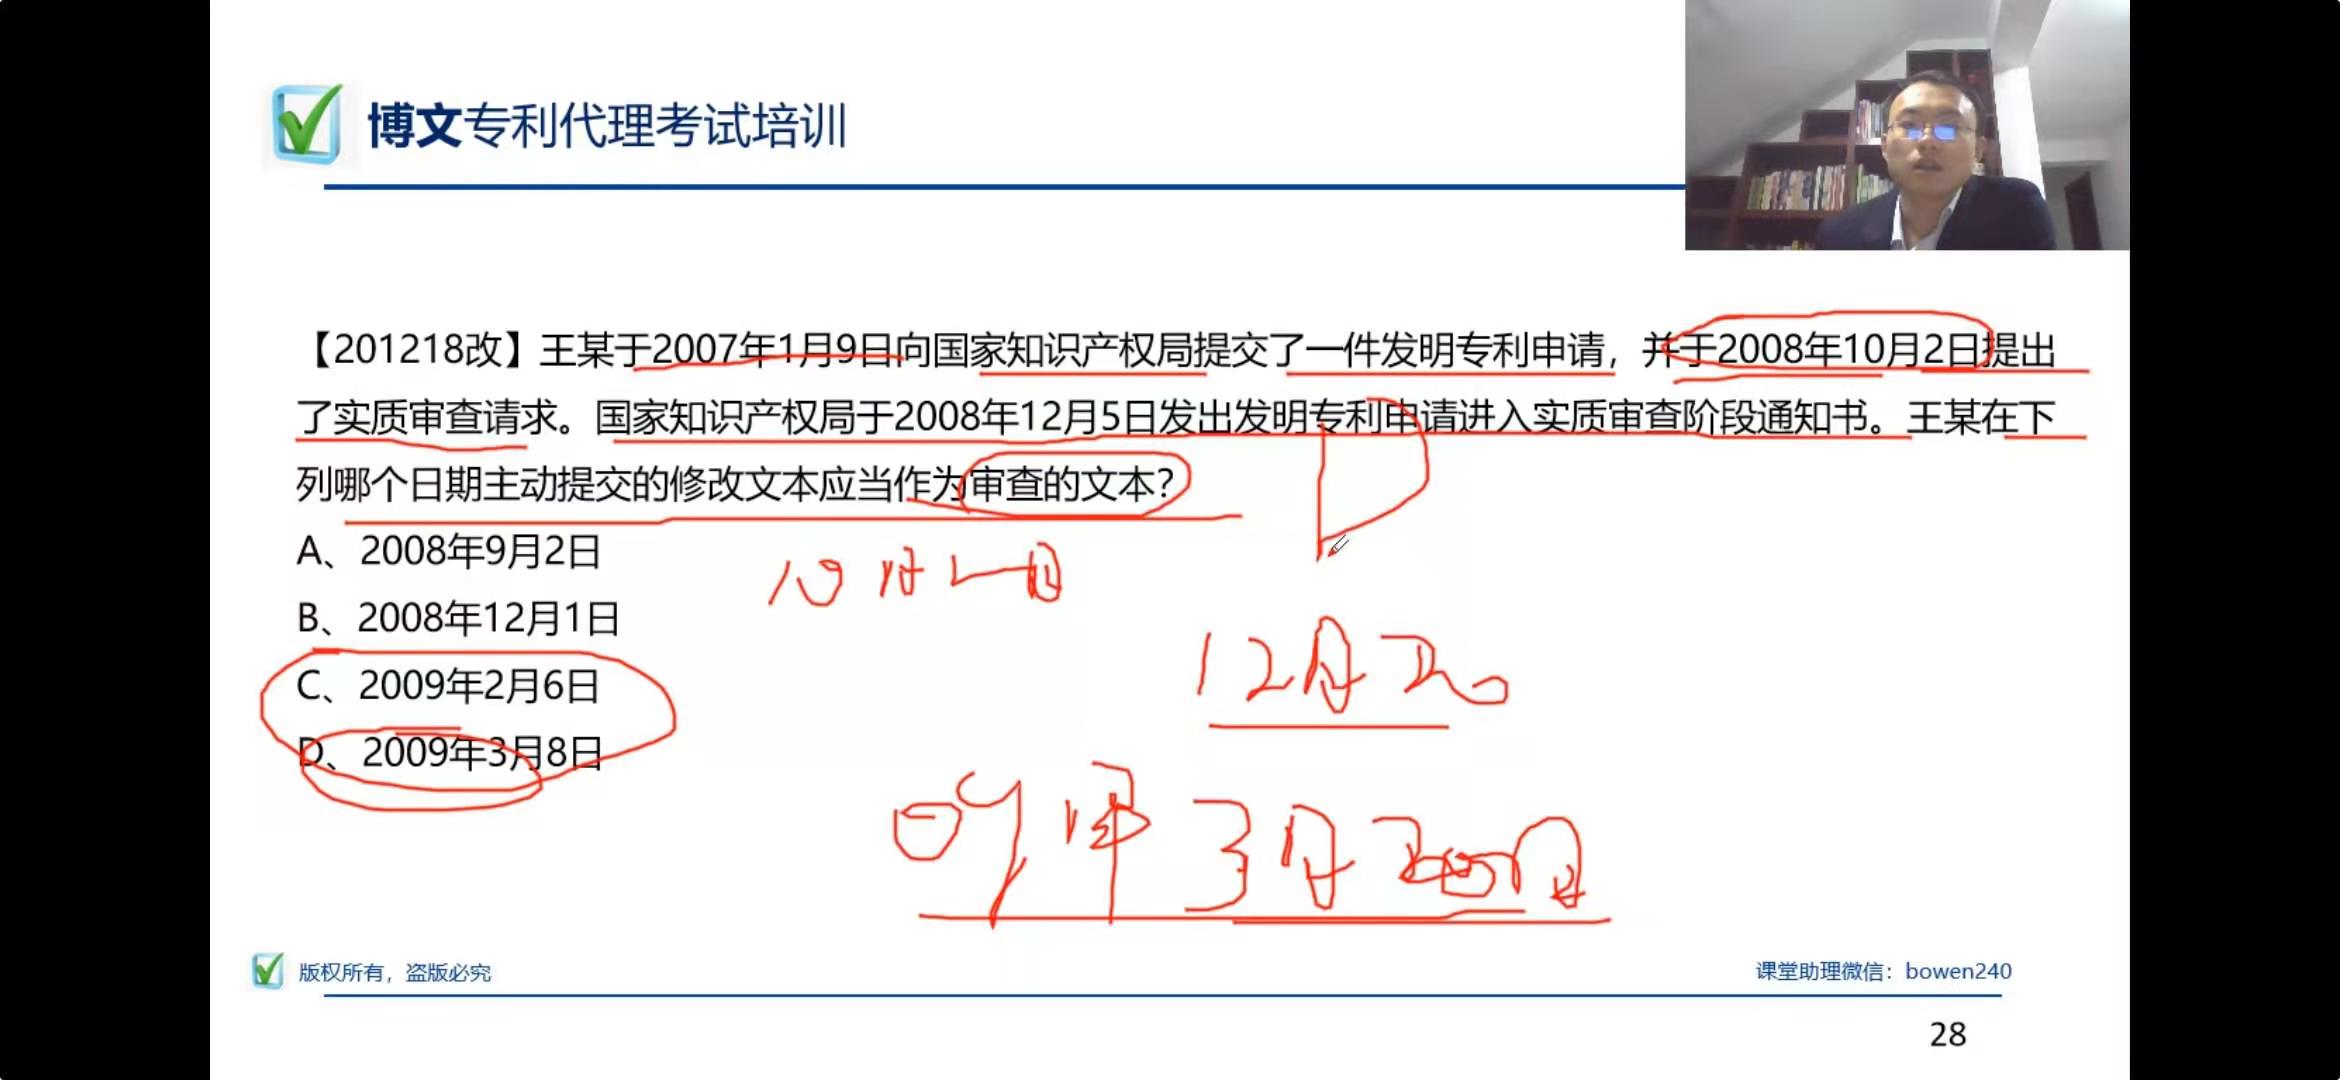 博文专利代理考试培训
【201218改】王某于2007年1月9日向国家知识产权局提交了一件发明专利申请，并于2008年10月2日提出
了实质审查请求。国家知识产权局于2008年12月5日发出发明专利申请进入实质审查阶段通知书。王某在下
列哪个日期主动提交的修改文本应当作为审查的文本？
A、2008年9月2日
10月2日
B、2008年12月1日
12月20
C、2009年2月6日
D、2009年3月8日
09年3月20日
版权所有，盗版必究
课堂助理微信：bowen240
28